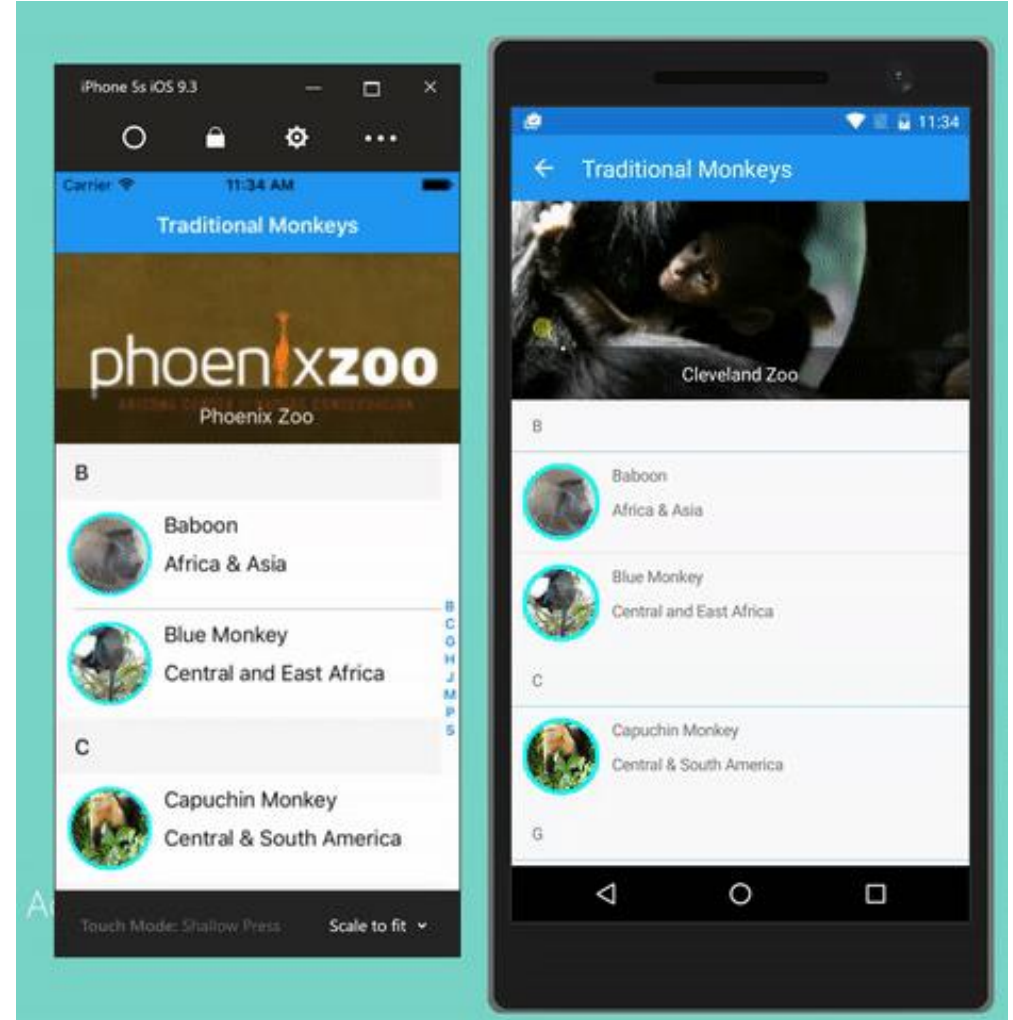 iPhone 5s iOS 9.3
Carrier
11:34 AM
Traditional Monkeys
phoenixzoo
Phoenix Zoo
B
Baboon
Africa & Asia
Blue Monkey
Central and East Africa
C
Capuchin Monkey
Central & South America
B
C
G
H
J
M
P
S
Touch Mode: Shallow Press
Scale to fit
11:34
Traditional Monkeys
Cleveland Zoo
B
Baboon
Africa & Asia
Blue Monkey
Central and East Africa
C
Capuchin Monkey
Central & South America
G